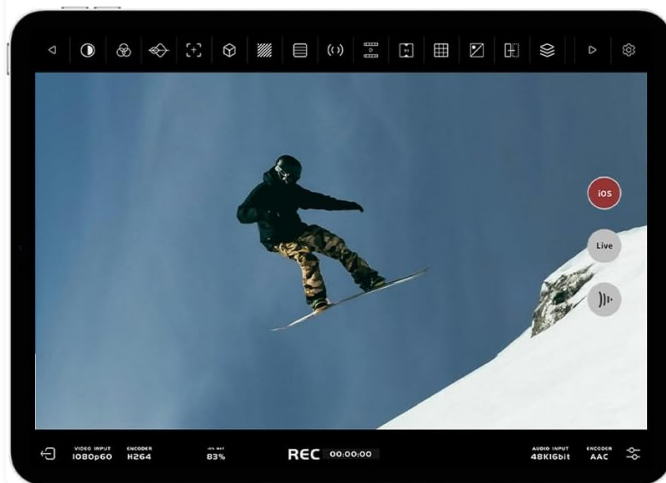 iOS
Live
VIDEO INPUT
1080p60
ENCODER
H264
83%
REC 00:00:00
AUDIO INPUT
48K16bit
ENCODER
AAC